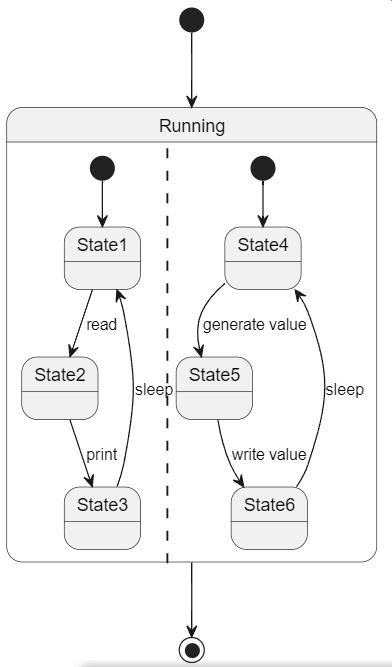 Running
State1
State4
read
generate value
State2
sleep
State5
sleep
print
write value
State3
State6